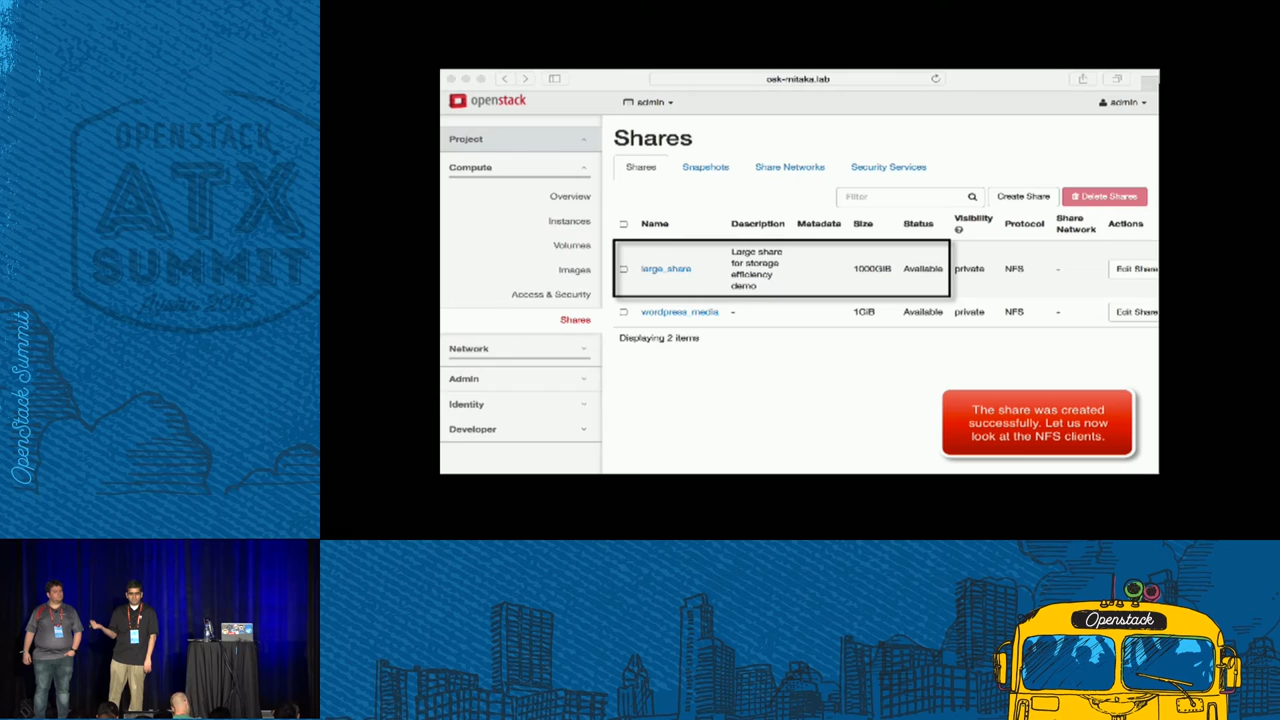 OPENSTACK
ATX
SUMMIT
OpenStack Summit
osk-mitaka.lab
openstack
admin
admin
Project
Compute
Overview
Instances
Volumes
Images
Access & Security
Shares
Network
Admin
Identity
Developer
Shares
Shares Snapshots Share Networks Security Services
Filter
Create Share
Delete Shares
Name Description Metadata Size Status Visibility Protocol Share Network Actions
large_share Large share for storage efficiency demo 1000GiB Available private NFS - Edit Share
wordpress_media - 1GiB Available private NFS - Edit Share
Displaying 2 items
The share was created
successfully. Let us now
look at the NFS clients.
Openstack